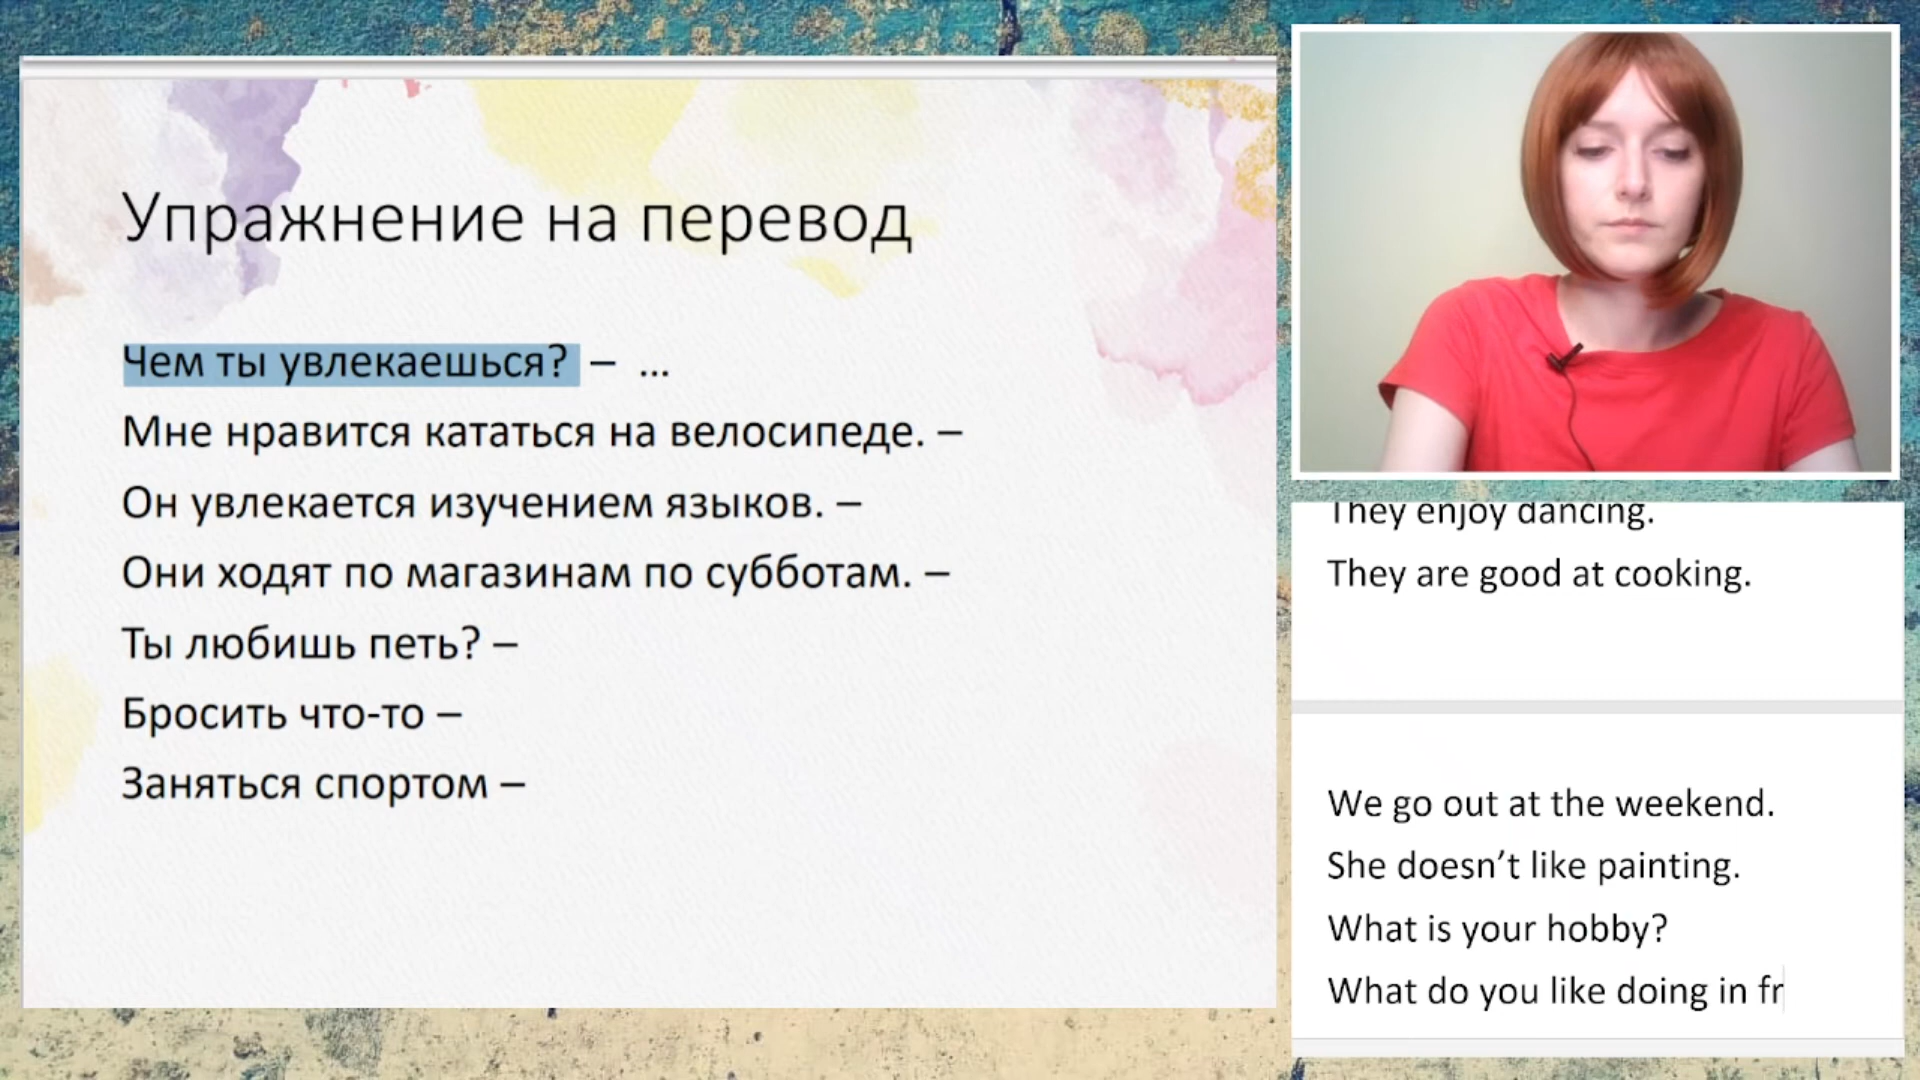 Упражнение на перевод
Чем ты увлекаешься? – ...
Мне нравится кататься на велосипеде. –
Он увлекается изучением языков. –
Они ходят по магазинам по субботам. –
Ты любишь петь? –
Бросить что-то –
Заняться спортом –
They enjoy dancing.
They are good at cooking.
We go out at the weekend.
She doesn’t like painting.
What is your hobby?
What do you like doing in fr